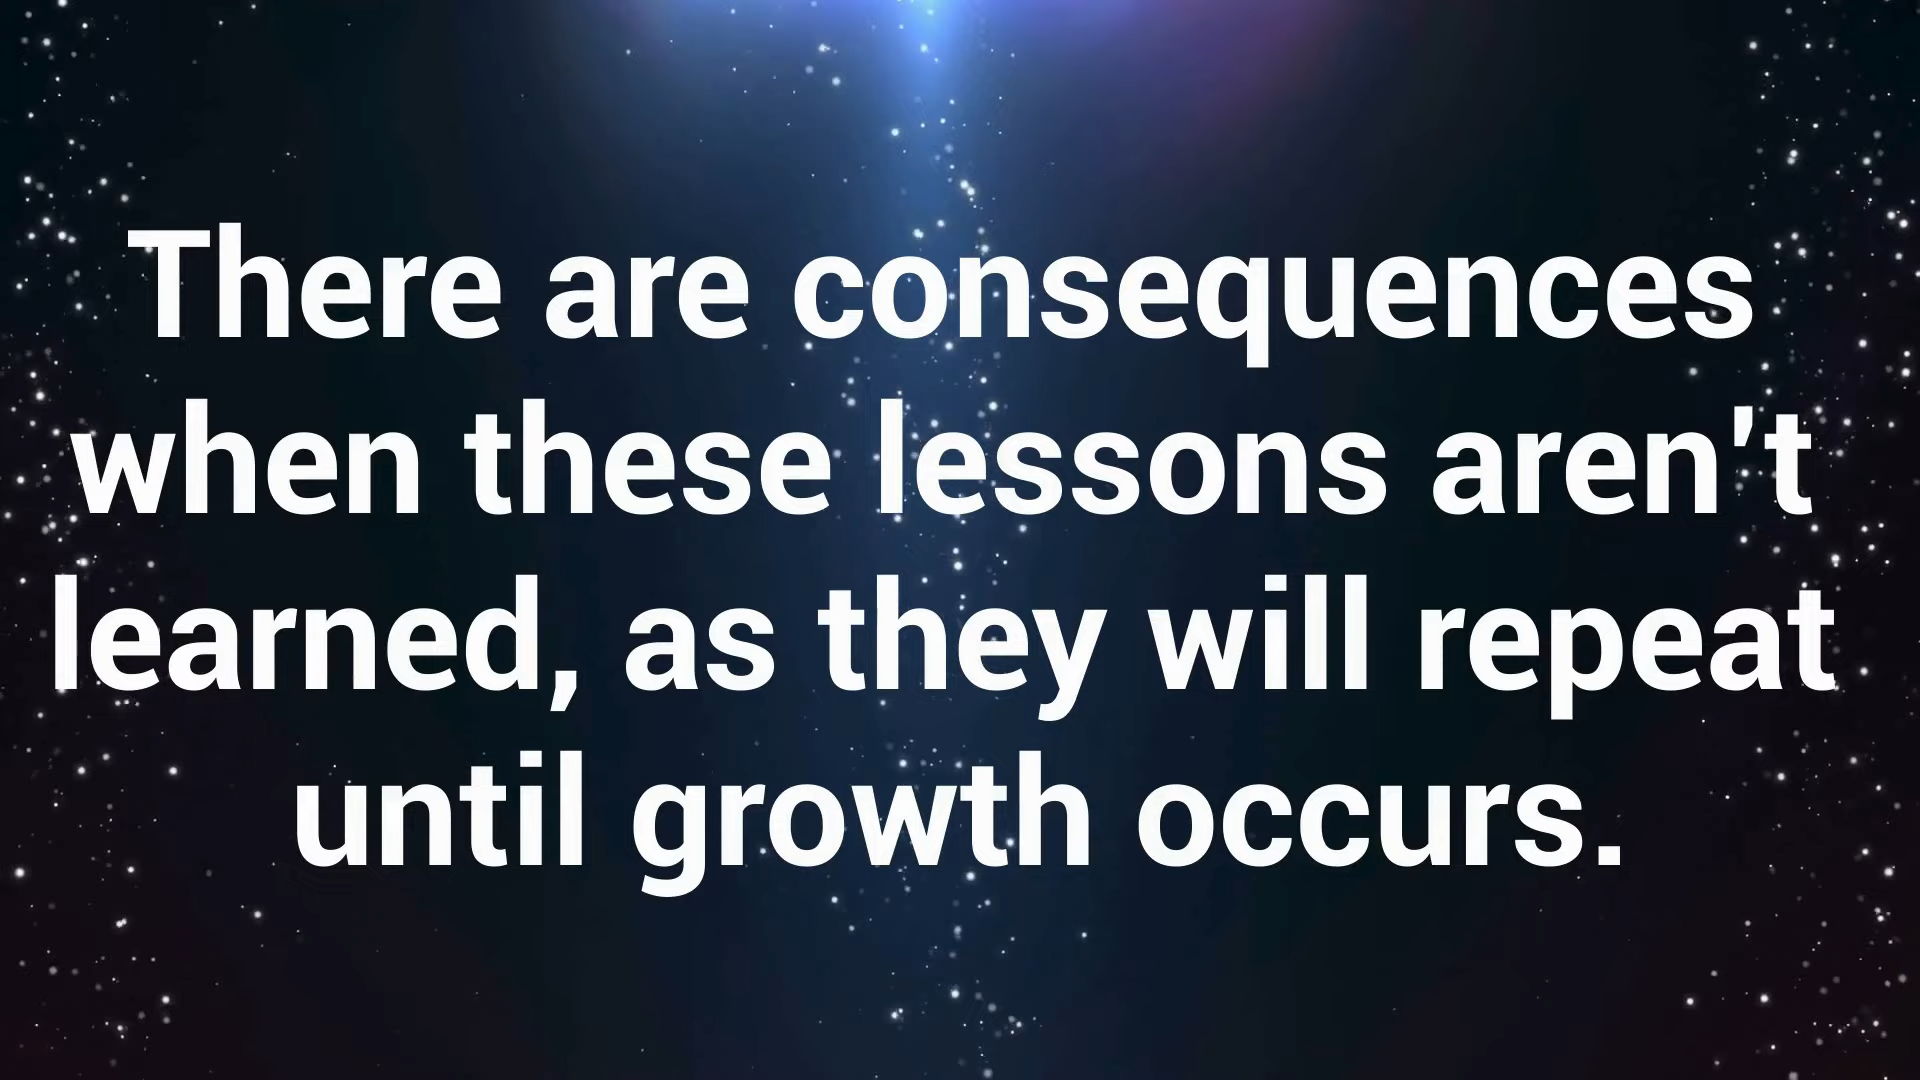 There are consequences
when these lessons aren't
learned, as they will repeat
until growth occurs.